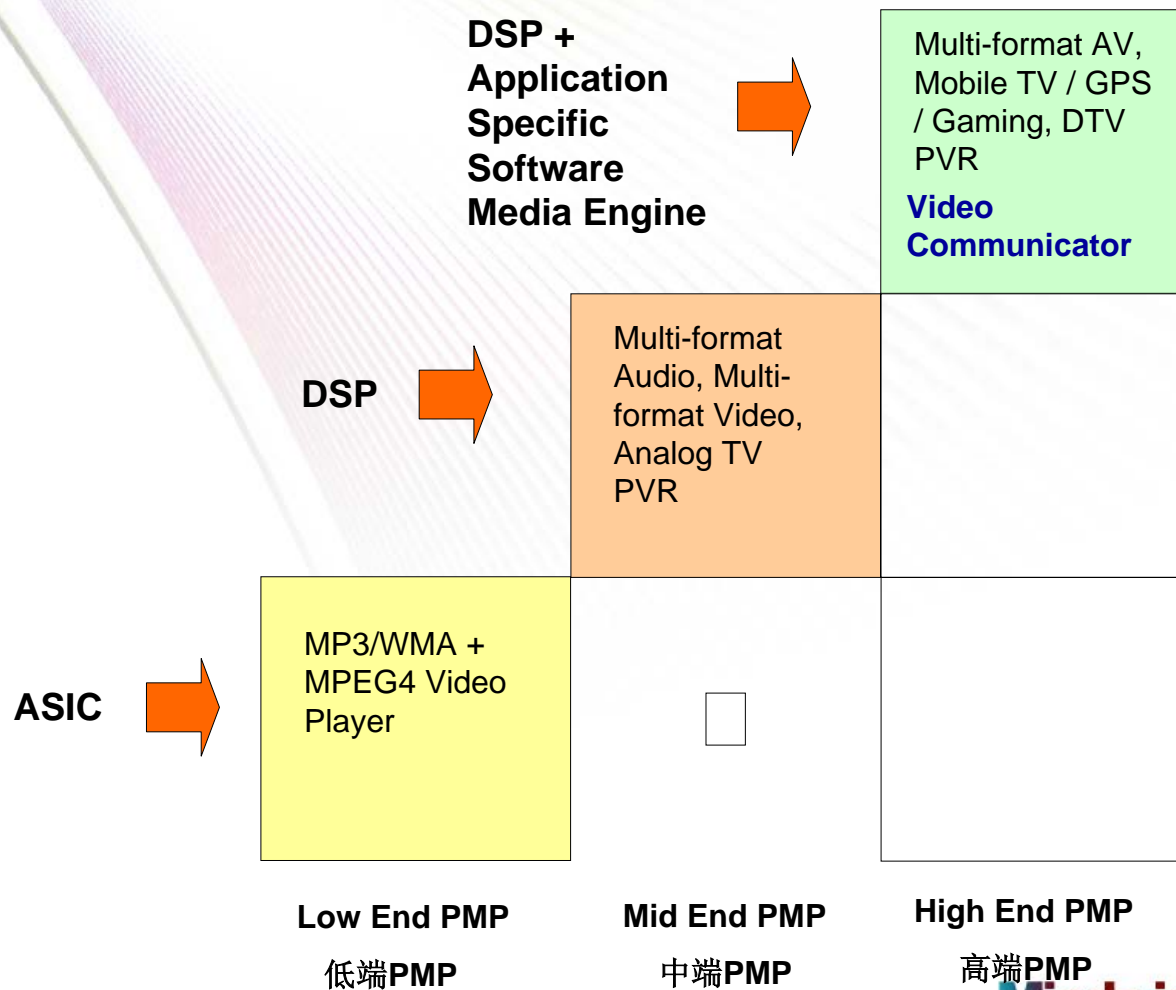 DSP +
Application
Specific
Software
Media Engine
Multi-format AV,
Mobile TV / GPS
/ Gaming, DTV
PVR
Video
Communicator
DSP
Multi-format
Audio, Multi-
format Video,
Analog TV
PVR
ASIC
MP3/WMA +
MPEG4 Video
Player
Low End PMP
低端PMP
Mid End PMP
中端PMP
High End PMP
高端PMP